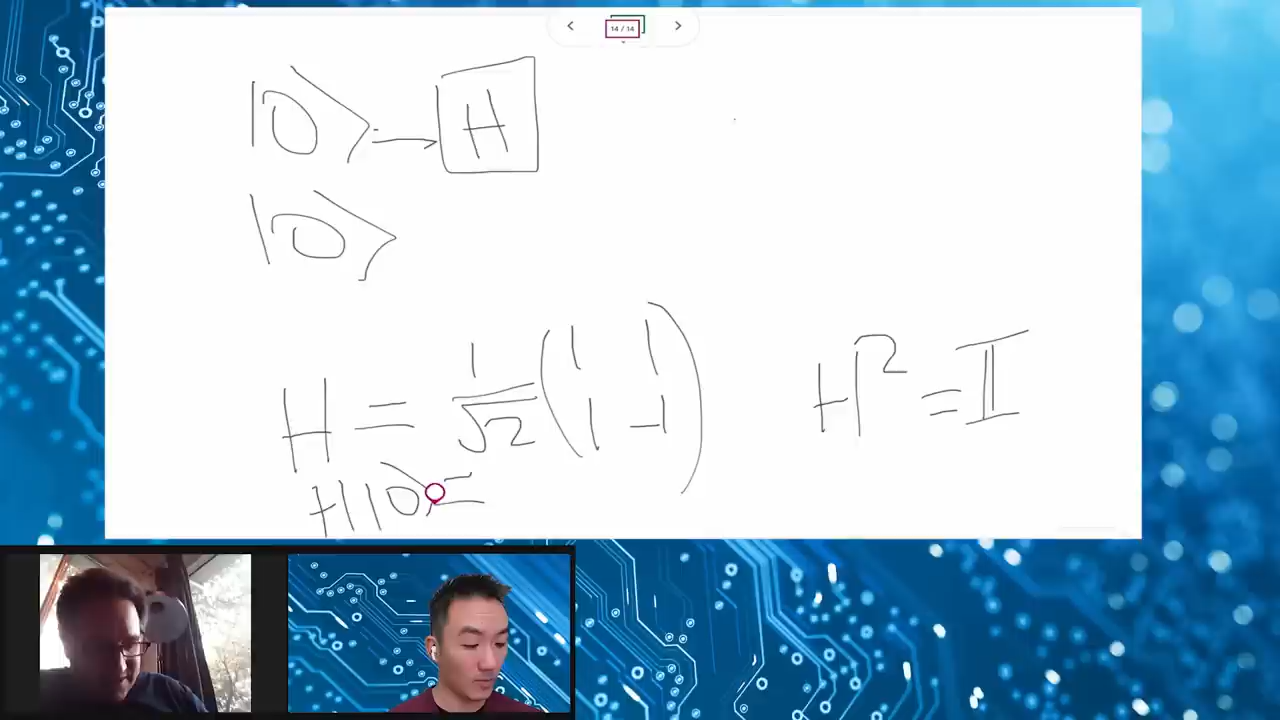 14 / 14
|0⟩ → H
|0⟩
H = 1/√2 (1 1
1 -1) H² = 𝕀
H|0⟩ =